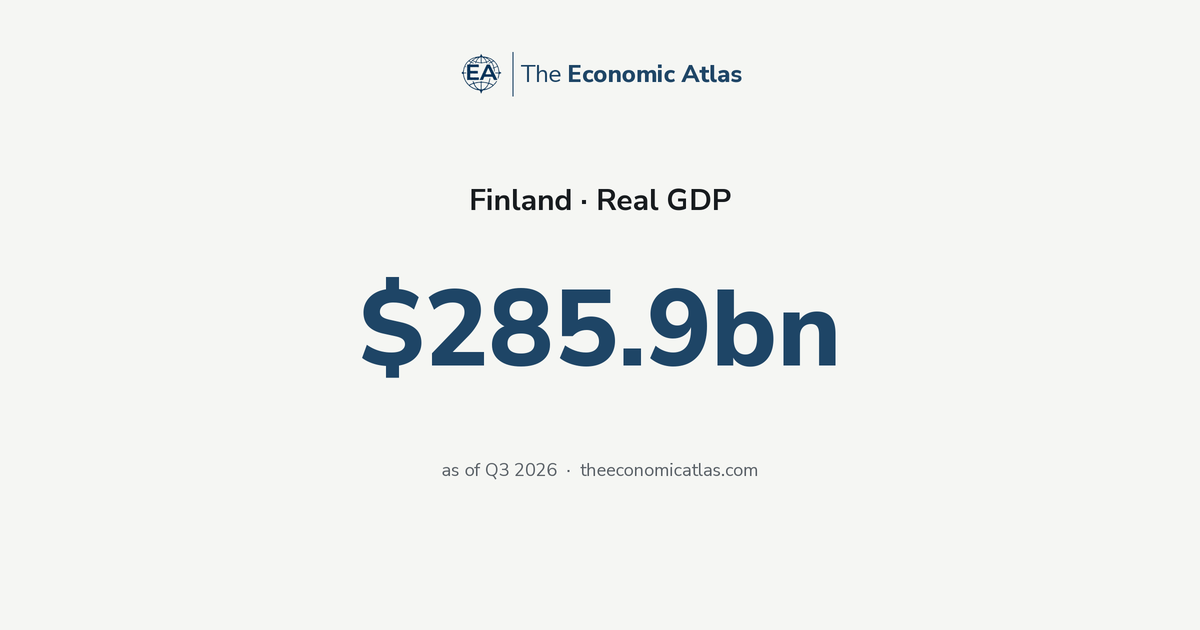 EA The Economic Atlas
Finland · Real GDP
$285.9bn
as of Q3 2026 · theeconomicatlas.com